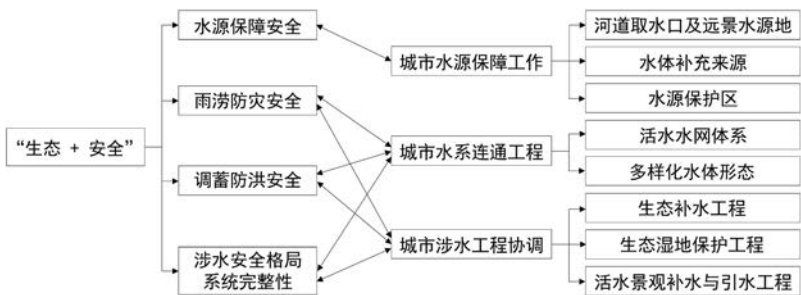 “生态 + 安全”
水源保障安全
雨涝防灾安全
调蓄防洪安全
涉水安全格局
系统完整性
城市水源保障工作
城市水系连通工程
城市涉水工程协调
河道取水口及远景水源地
水体补充来源
水源保护区
活水水网体系
多样化水体形态
生态补水工程
生态湿地保护工程
活水景观补水与引水工程